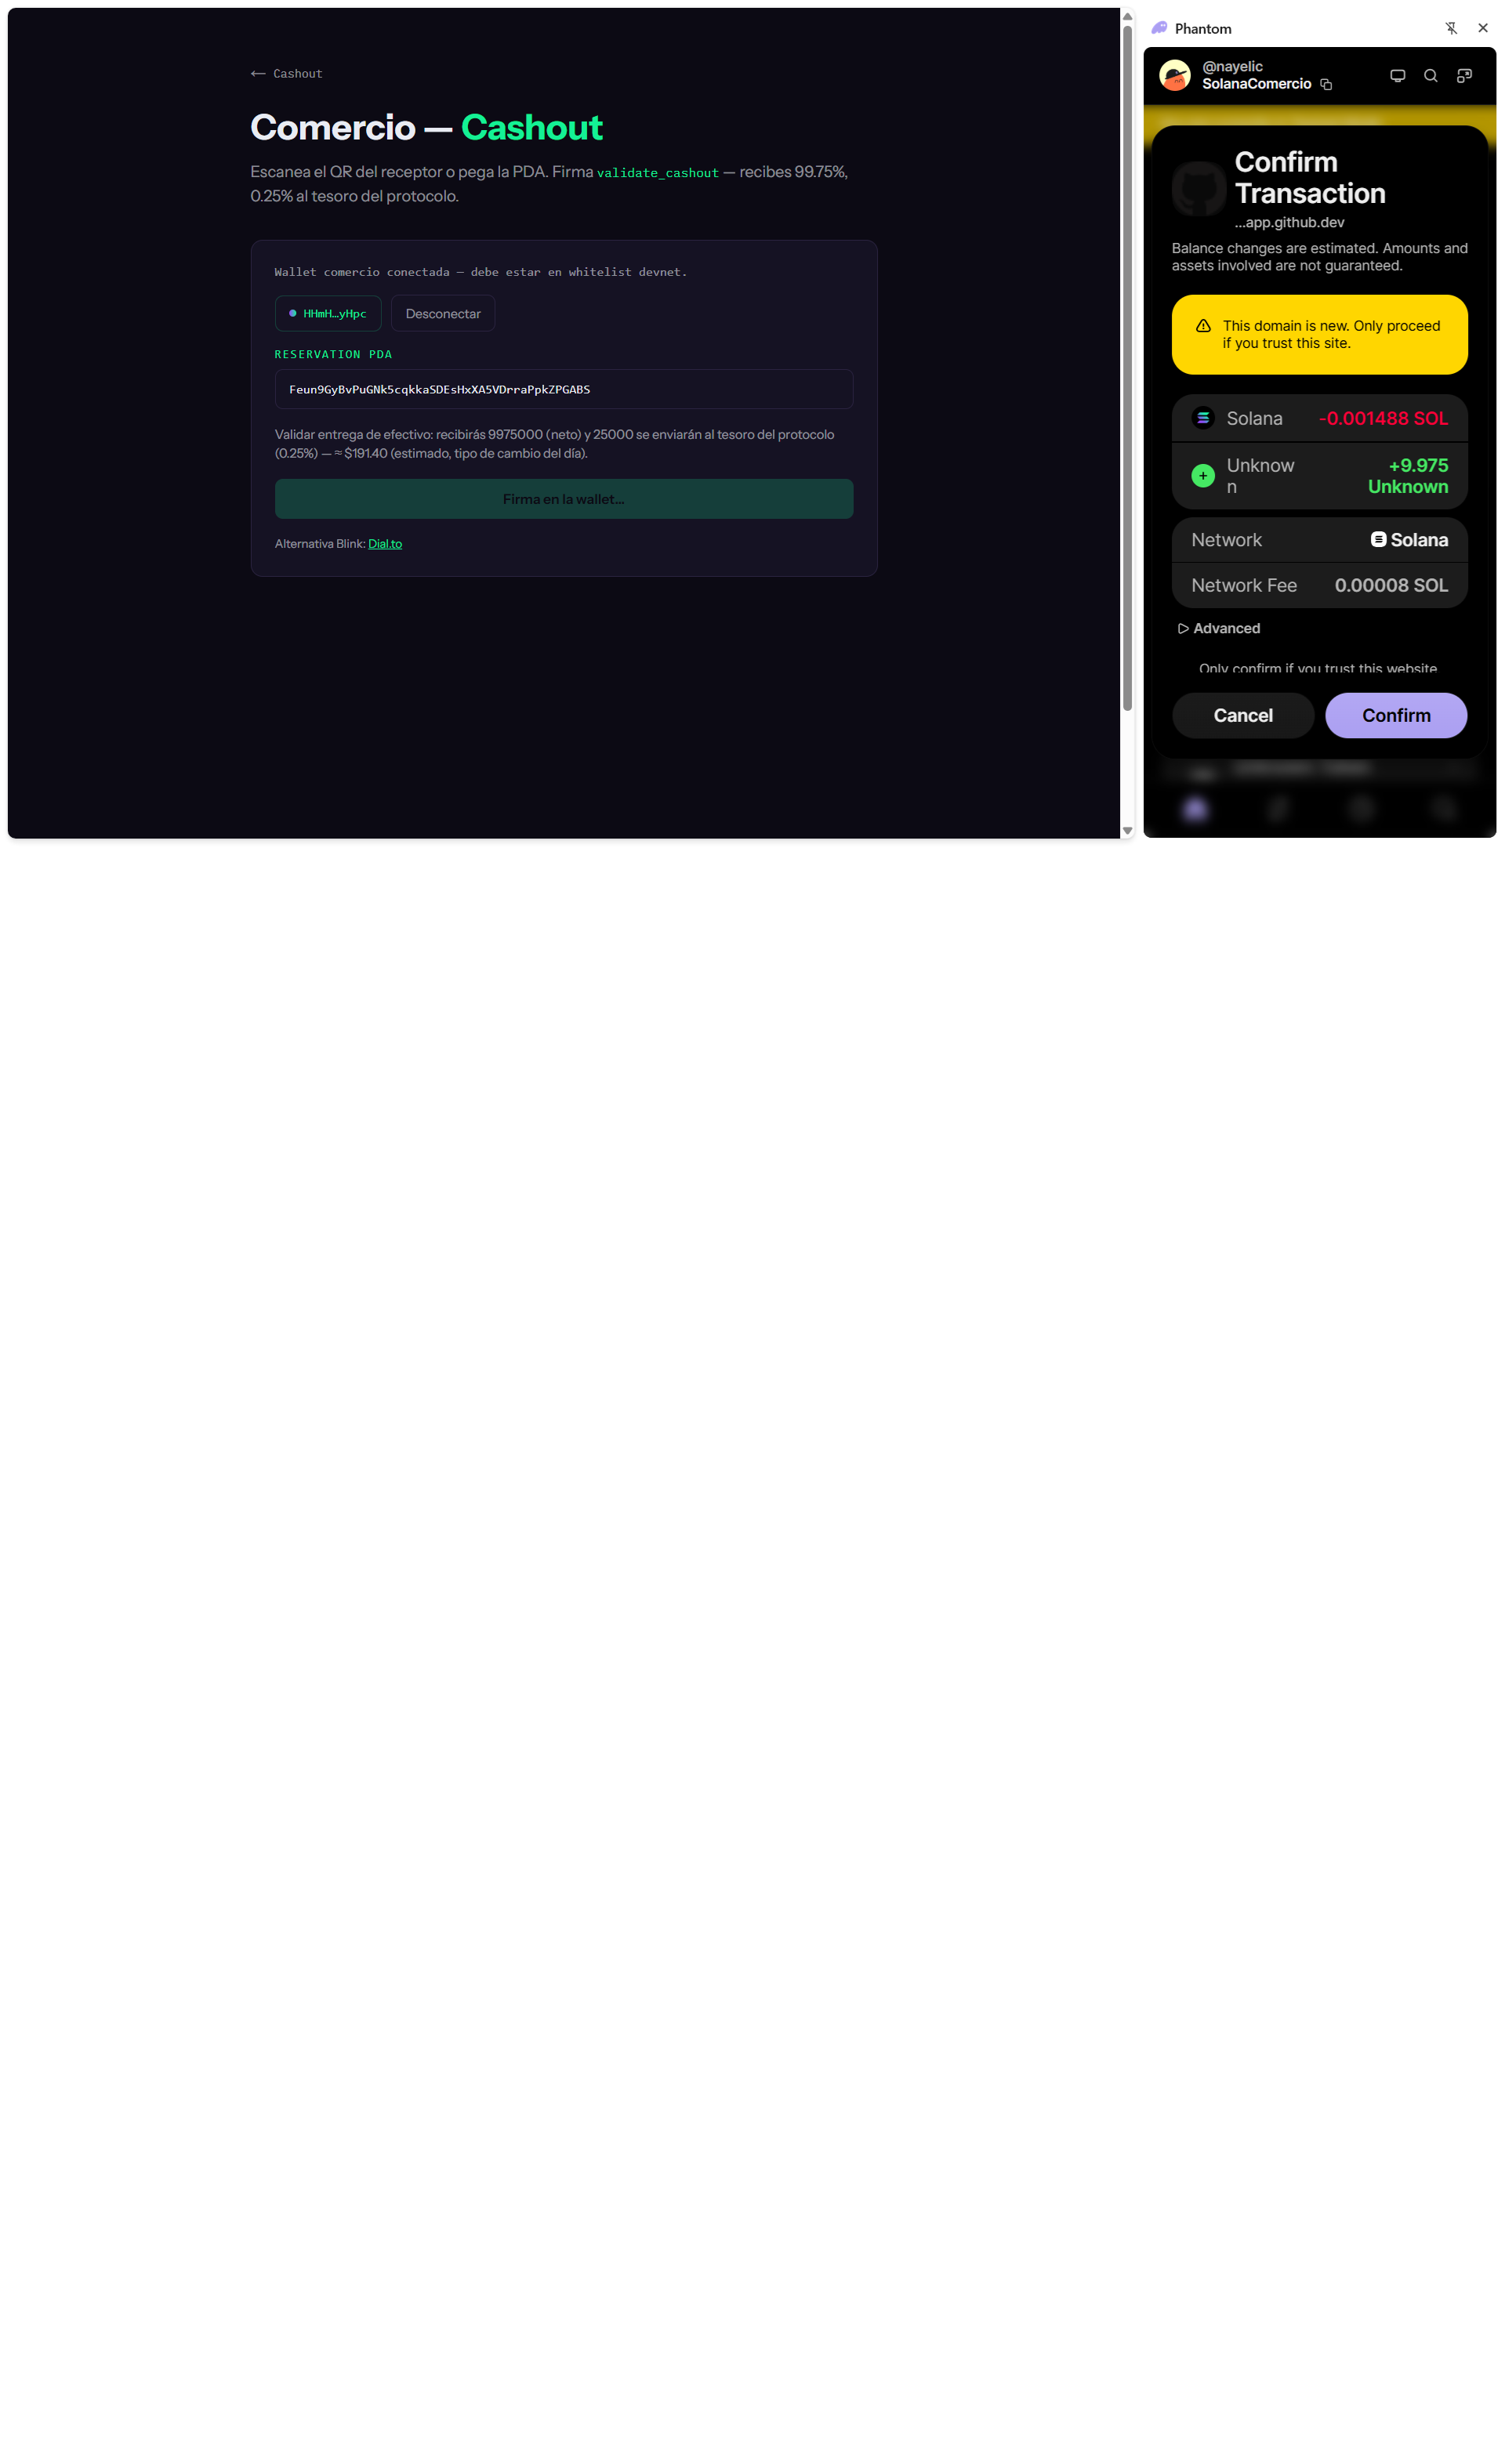 ← Cashout
Comercio — Cashout
Escanea el QR del receptor o pega la PDA. Firma validate_cashout — recibes 99.75%,
0.25% al tesoro del protocolo.
Wallet comercio conectada — debe estar en whitelist devnet.
HHmH…yHpc
Desconectar
RESERVATION PDA
Feun9GyBvPuGNk5cqkkaSDEsHxXA5VDrraPpkZPGABS
Validar entrega de efectivo: recibirás 9975000 (neto) y 25000 se enviarán al tesoro del protocolo
(0.25%) — ≈ $191.40 (estimado, tipo de cambio del día).
Firma en la wallet…
Alternativa Blink: Dial.to
Phantom
@nayelic
SolanaComercio
Confirm
Transaction
...app.github.dev
Balance changes are estimated. Amounts and
assets involved are not guaranteed.
This domain is new. Only proceed
if you trust this site.
Solana -0.001488 SOL
Unknow
n
+9.975
Unknown
Network Solana
Network Fee 0.00008 SOL
Advanced
Only confirm if you trust this website
Cancel
Confirm